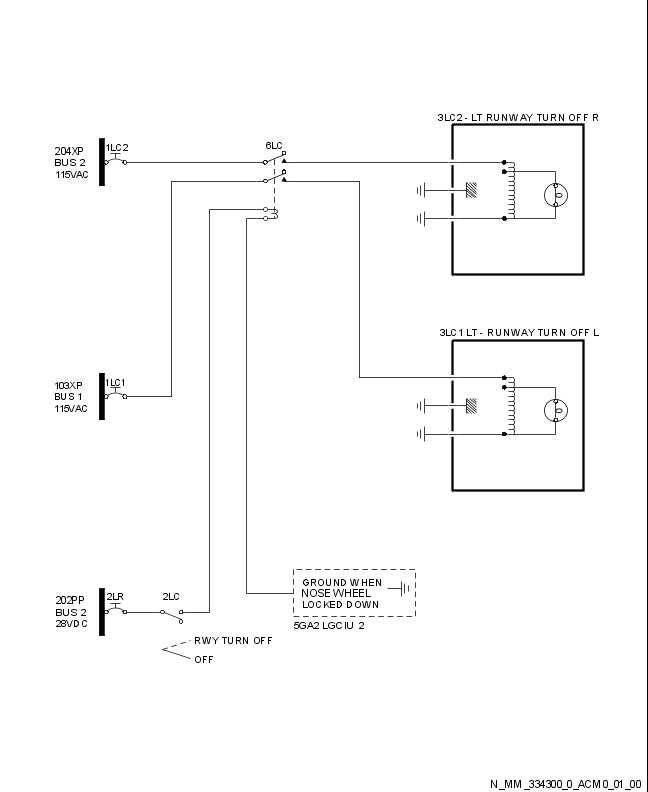 3LC2 - LT RUNWAY TURN OFF R
204XP
BUS 2
115VAC
1LC2
6LC
3LC1 LT - RUNWAY TURN OFF L
103XP
BUS 1
115VAC
1LC1
202PP
BUS 2
28VDC
2LR
2LC
GROUND WHEN
NOSE WHEEL
LOCKED DOWN
5GA2 LGCIU 2
RWY TURN OFF
OFF
N_MM_334300_0_ACM0_01_00